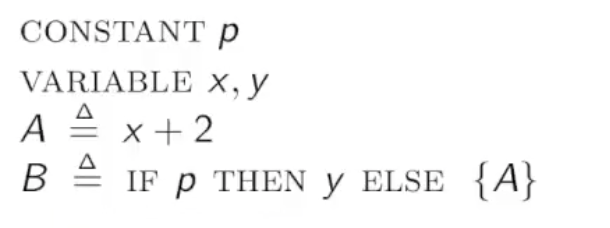 CONSTANT p
VARIABLE x, y
A ≜ x + 2
B ≜ IF p THEN y ELSE {A}